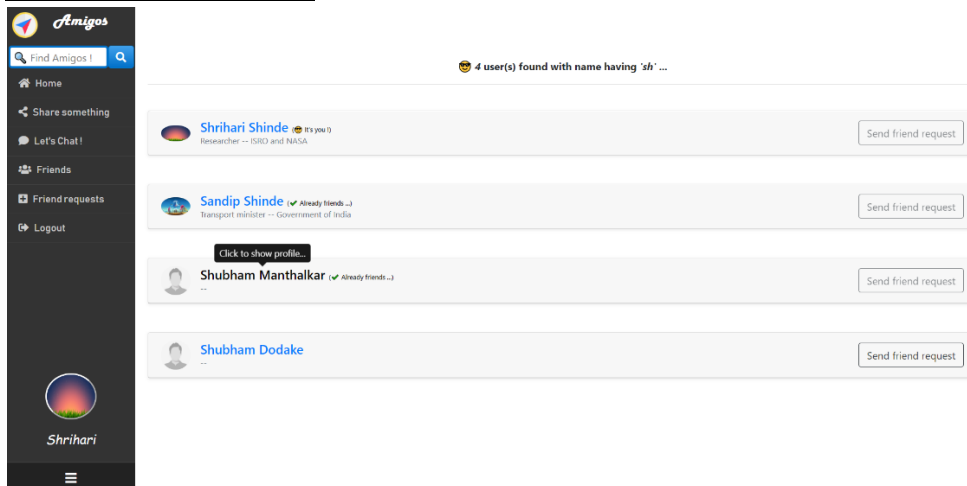 Amigos
Find Amigos !
Home
Share something
Let's Chat!
Friends
Friend requests
Logout
Shrihari
4 user(s) found with name having 'sh' ...
Shrihari Shinde (😎 It's you !)
Researcher -- ISRO and NASA
Send friend request
Sandip Shinde (✔ Already friends ...)
Transport minister -- Government of India
Send friend request
Click to show profile...
Shubham Manthalkar (✔ Already friends ...)
--
Send friend request
Shubham Dodake
--
Send friend request